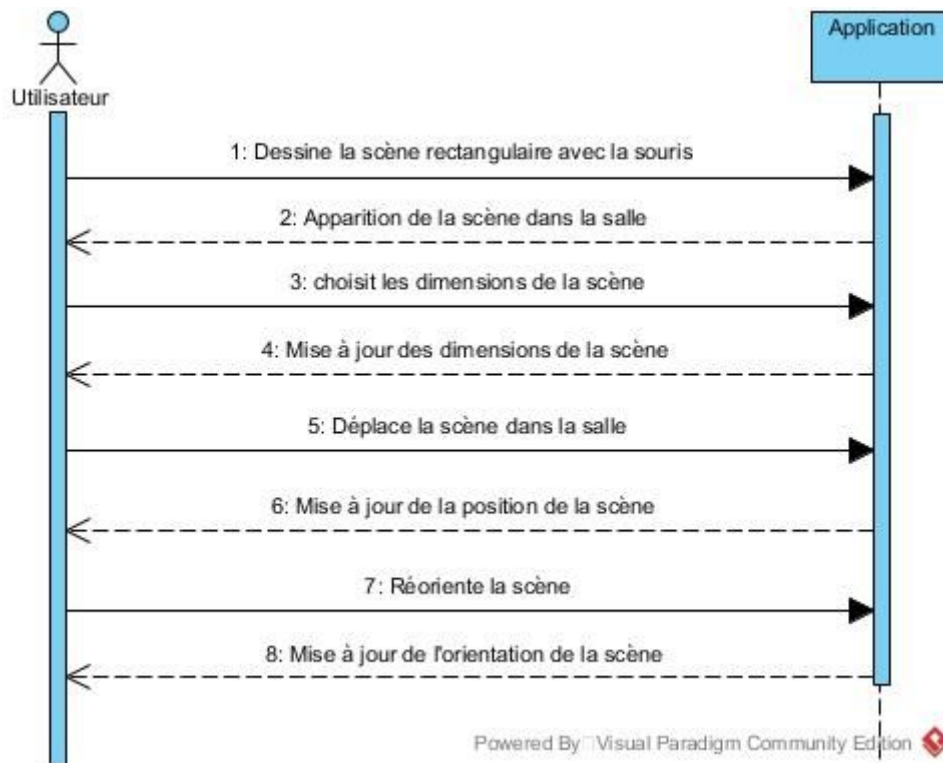 Application
Utilisateur
1: Dessine la scène rectangulaire avec la souris
2: Apparition de la scène dans la salle
3: choisit les dimensions de la scène
4: Mise à jour des dimensions de la scène
5: Déplace la scène dans la salle
6: Mise à jour de la position de la scène
7: Réoriente la scène
8: Mise à jour de l'orientation de la scène
Powered By Visual Paradigm Community Edition